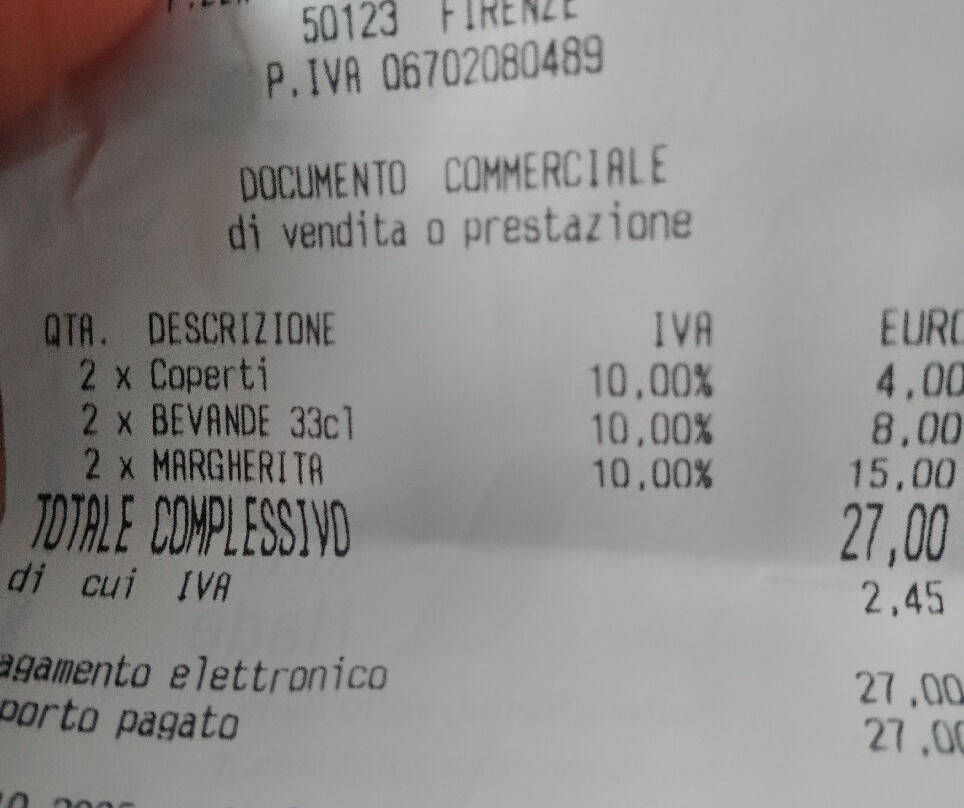 50123 FIRENZE
P.IVA 06702080489
DOCUMENTO COMMERCIALE
di vendita o prestazione
QTA. DESCRIZIONE IVA EURO
2 x Coperti 10,00% 4,00
2 x BEVANDE 33cl 10,00% 8,00
2 x MARGHERITA 10,00% 15,00
TOTALE COMPLESSIVO 27,00
di cui IVA 2,45
agamento elettronico 27,00
porto pagato 27,00